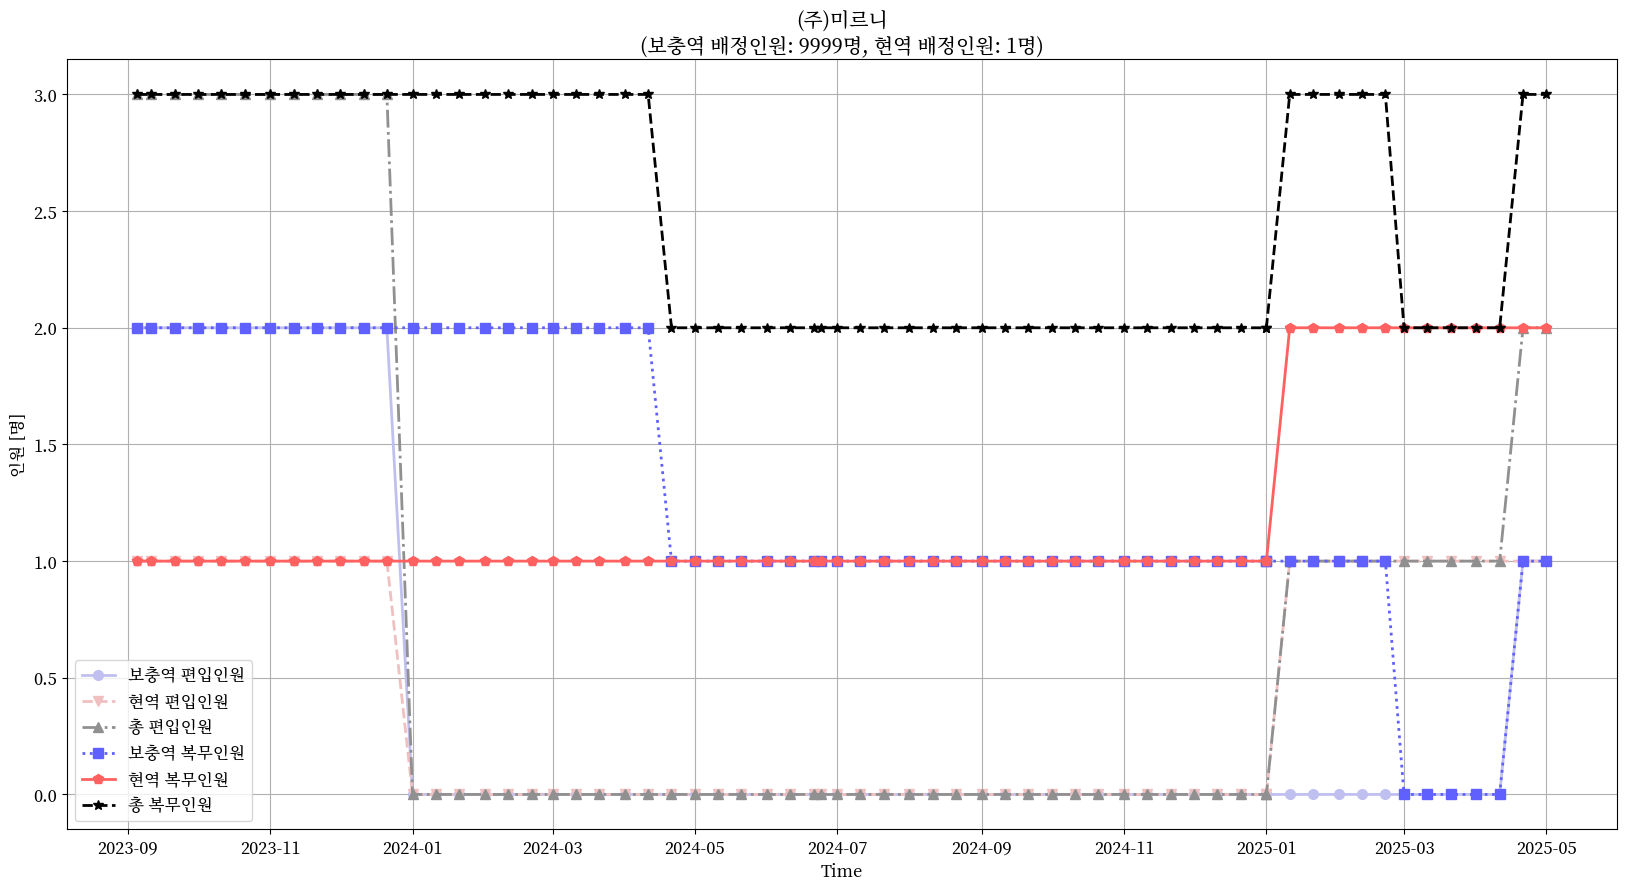 (주)미르니
(보충역 배정인원: 9999명, 현역 배정인원: 1명)
인원 [명]
3.0
2.5
2.0
1.5
1.0
0.5
0.0
보충역 편입인원
현역 편입인원
총 편입인원
보충역 복무인원
현역 복무인원
총 복무인원
2023-09 2023-11 2024-01 2024-03 2024-05 2024-07 2024-09 2024-11 2025-01 2025-03 2025-05
Time